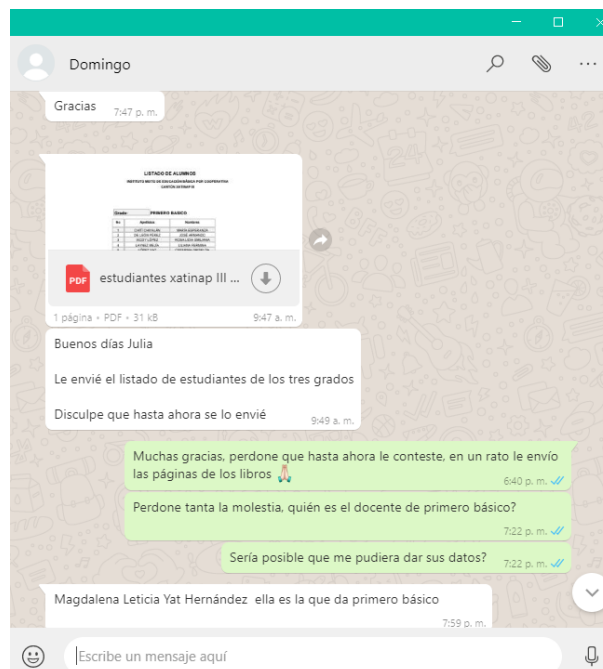 Domingo
Gracias
7:47 p. m.
LISTADO DE ALUMNOS
PRIMERO BASICO
PDF
estudiantes xatinap III ...
1 página • PDF • 31 kB
9:47 a. m.
Buenos días Julia
Le envié el listado de estudiantes de los tres grados
Disculpe que hasta ahora se lo envié
9:49 a. m.
Muchas gracias, perdone que hasta ahora le conteste, en un rato le envío
las páginas de los libros 🙏🏻
6:40 p. m.
Perdone tanta la molestia, quién es el docente de primero básico?
7:22 p. m.
Sería posible que me pudiera dar sus datos?
7:22 p. m.
Magdalena Leticia Yat Hernández ella es la que da primero básico
7:59 p. m.
Escribe un mensaje aquí